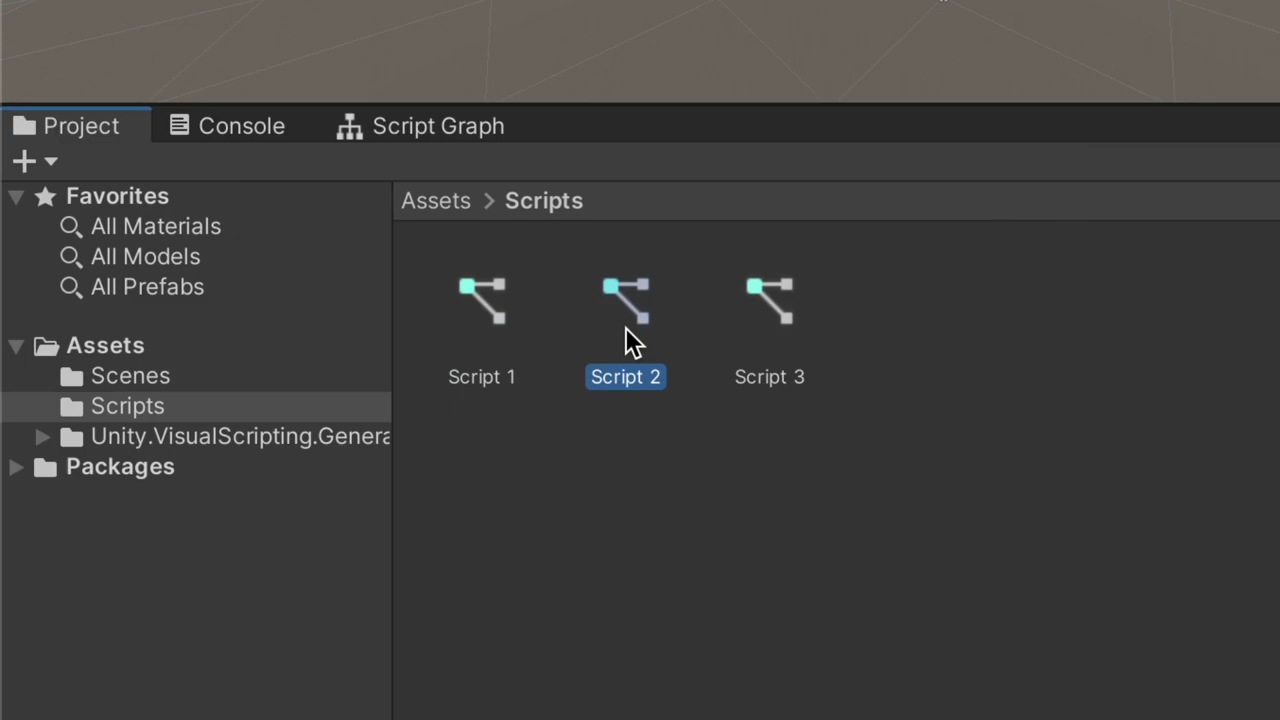 Project Console Script Graph
Favorites
All Materials
All Models
All Prefabs
Assets
Scenes
Scripts
Unity.VisualScripting.Genera
Packages
Assets > Scripts
Script 1 Script 2 Script 3